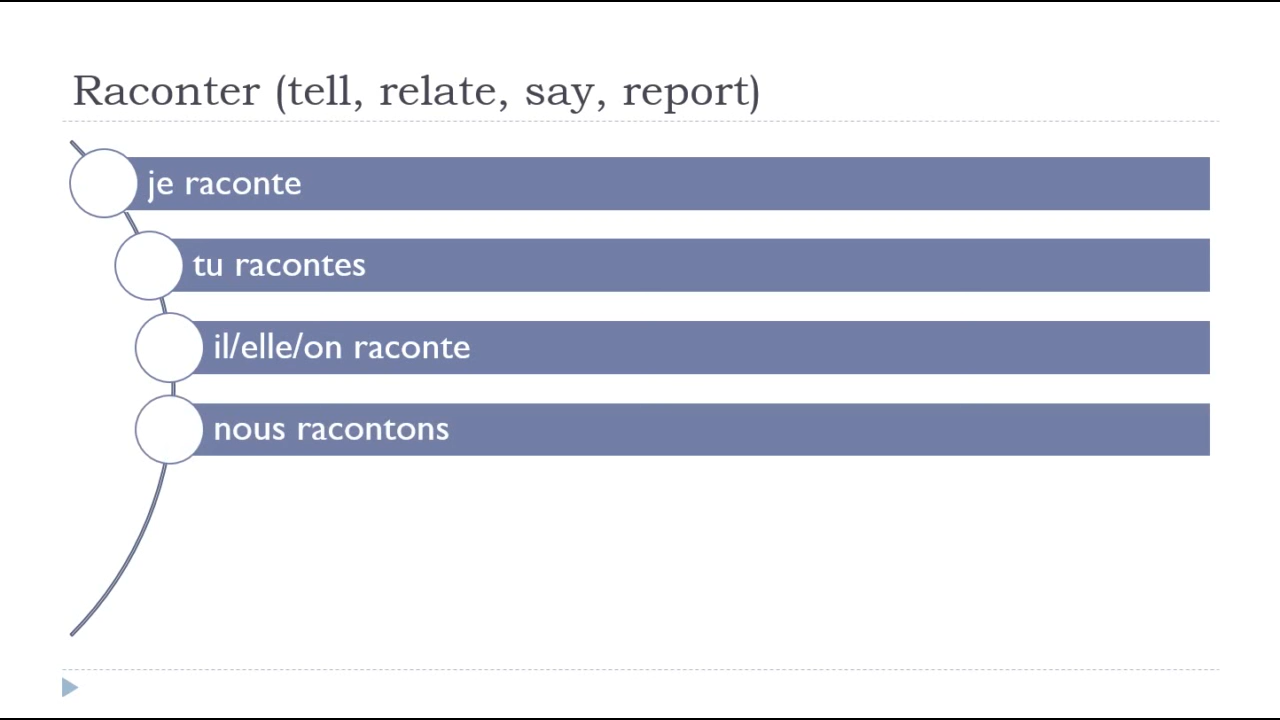 Raconter (tell, relate, say, report)
je raconte
tu racontes
il/elle/on raconte
nous racontons